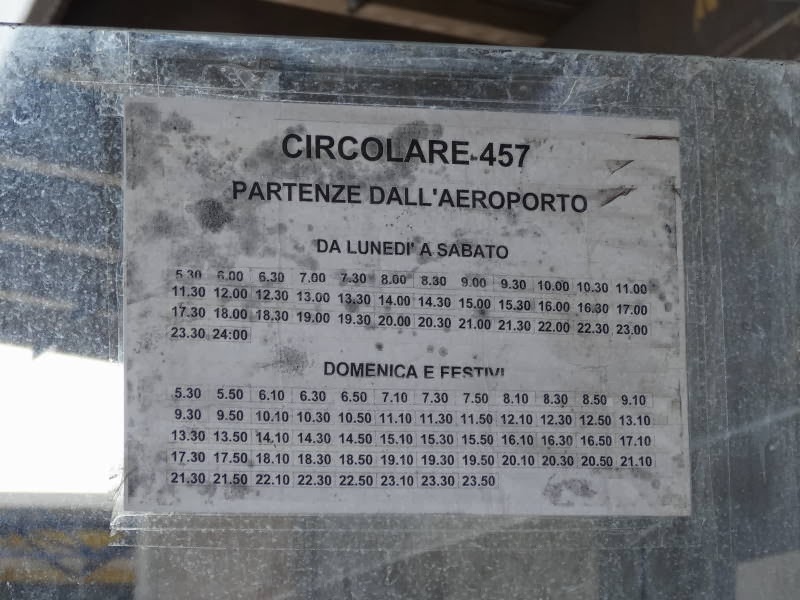 CIRCOLARE 457
PARTENZE DALL'AEROPORTO
DA LUNEDI' A SABATO
5.30 6.00 6.30 7.00 7.30 8.00 8.30 9.00 9.30 10.00 10.30 11.00
11.30 12.00 12.30 13.00 13.30 14.00 14.30 15.00 15.30 16.00 16.30 17.00
17.30 18.00 18.30 19.00 19.30 20.00 20.30 21.00 21.30 22.00 22.30 23.00
23.30 24:00
DOMENICA E FESTIVI
5.30 5.50 6.10 6.30 6.50 7.10 7.30 7.50 8.10 8.30 8.50 9.10
9.30 9.50 10.10 10.30 10.50 11.10 11.30 11.50 12.10 12.30 12.50 13.10
13.30 13.50 14.10 14.30 14.50 15.10 15.30 15.50 16.10 16.30 16.50 17.10
17.30 17.50 18.10 18.30 18.50 19.10 19.30 19.50 20.10 20.30 20.50 21.10
21.30 21.50 22.10 22.30 22.50 23.10 23.30 23.50